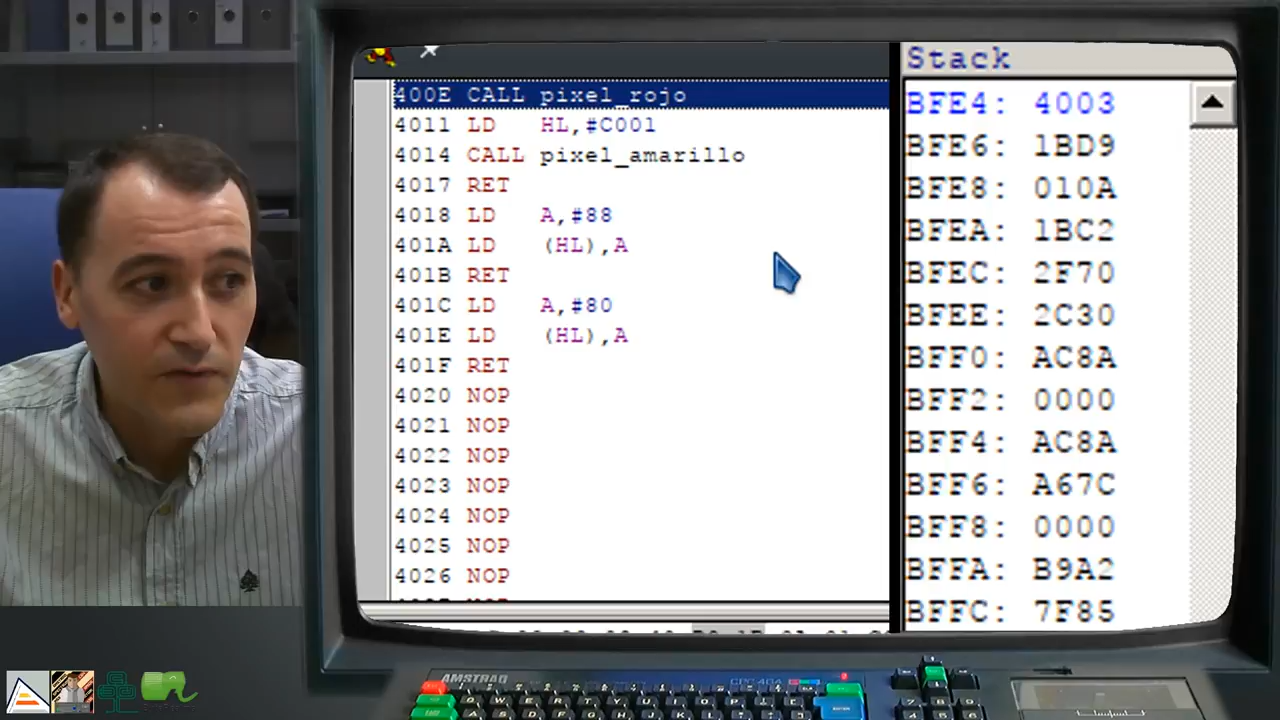 400E CALL pixel_rojo
4011 LD HL,#C001
4014 CALL pixel_amarillo
4017 RET
4018 LD A,#88
401A LD (HL),A
401B RET
401C LD A,#80
401E LD (HL),A
401F RET
4020 NOP
4021 NOP
4022 NOP
4023 NOP
4024 NOP
4025 NOP
4026 NOP
Stack
BFE4: 4003
BFE6: 1BD9
BFE8: 010A
BFEA: 1BC2
BFEC: 2F70
BFEE: 2C30
BFF0: AC8A
BFF2: 0000
BFF4: AC8A
BFF6: A67C
BFF8: 0000
BFFA: B9A2
BFFC: 7F85
AMSTRAD